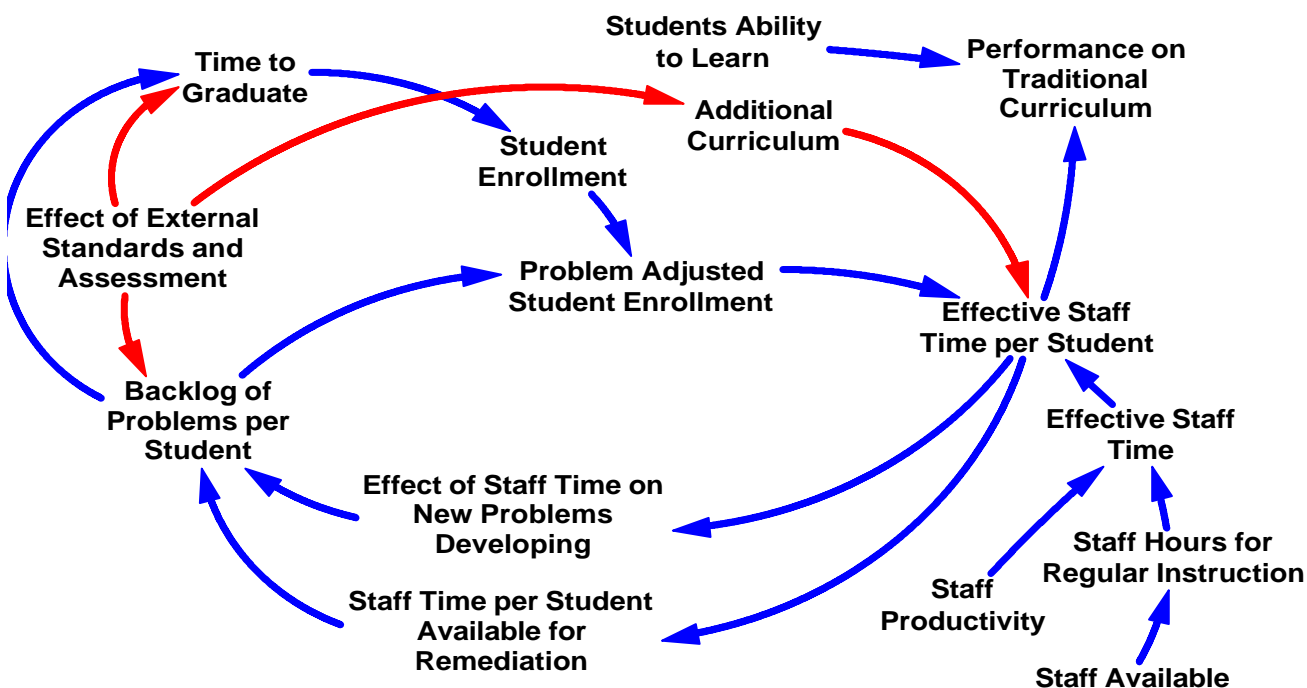 Students Ability
to Learn
Performance on
Traditional
Curriculum
Time to
Graduate
Additional
Curriculum
Student
Enrollment
Effect of External
Standards and
Assessment
Problem Adjusted
Student Enrollment
Effective Staff
Time per Student
Backlog of
Problems per
Student
Effective Staff
Time
Effect of Staff Time on
New Problems
Developing
Staff Hours for
Regular Instruction
Staff
Productivity
Staff Time per Student
Available for
Remediation
Staff Available